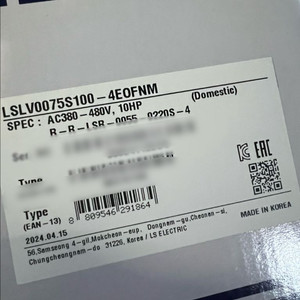 LSLV0075S100-4EOFNM
SPEC : AC380-480V, 10HP (Domestic)
R-R-LSR-0055-0220S-4
Type
Type
(EAN-13) 8 809546 291864
EAC
2024.04.15
MADE IN KOREA
56, Samseong 4-gil, Mokcheon-eup, Dongnam-gu, Cheonan-si,
Chungcheongnam-do 31226, Korea / LS ELECTRIC